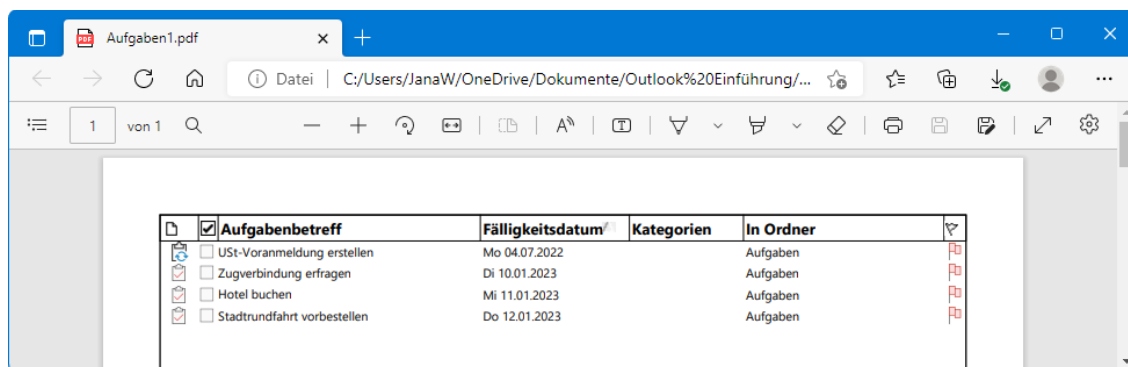 Aufgaben1.pdf
Datei C:/Users/JanaW/OneDrive/Dokumente/Outlook%20Einführung/...
1 von 1
Aufgabenbetreff Fälligkeitsdatum Kategorien In Ordner
USt-Voranmeldung erstellen Mo 04.07.2022 Aufgaben
Zugverbindung erfragen Di 10.01.2023 Aufgaben
Hotel buchen Mi 11.01.2023 Aufgaben
Stadtrundfahrt vorbestellen Do 12.01.2023 Aufgaben